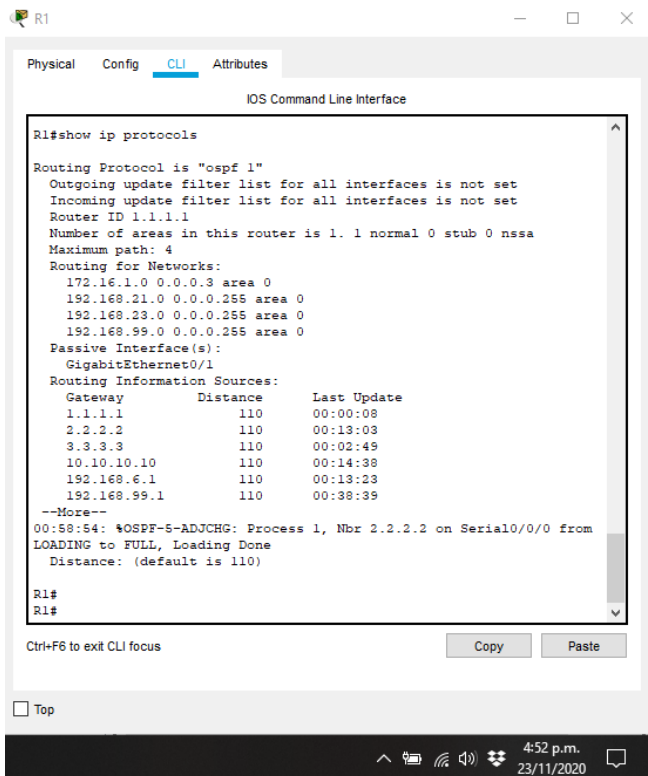 R1
Physical Config CLI Attributes
IOS Command Line Interface
R1#show ip protocols
Routing Protocol is "ospf 1"
Outgoing update filter list for all interfaces is not set
Incoming update filter list for all interfaces is not set
Router ID 1.1.1.1
Number of areas in this router is 1. 1 normal 0 stub 0 nssa
Maximum path: 4
Routing for Networks:
172.16.1.0 0.0.0.3 area 0
192.168.21.0 0.0.0.255 area 0
192.168.23.0 0.0.0.255 area 0
192.168.99.0 0.0.0.255 area 0
Passive Interface(s):
GigabitEthernet0/1
Routing Information Sources:
Gateway Distance Last Update
1.1.1.1 110 00:00:08
2.2.2.2 110 00:13:03
3.3.3.3 110 00:02:49
10.10.10.10 110 00:14:38
192.168.6.1 110 00:13:23
192.168.99.1 110 00:38:39
--More--
00:58:54: %OSPF-5-ADJCHG: Process 1, Nbr 2.2.2.2 on Serial0/0/0 from
LOADING to FULL, Loading Done
Distance: (default is 110)
R1#
R1#
Ctrl+F6 to exit CLI focus
Copy
Paste
Top
4:52 p.m.
23/11/2020